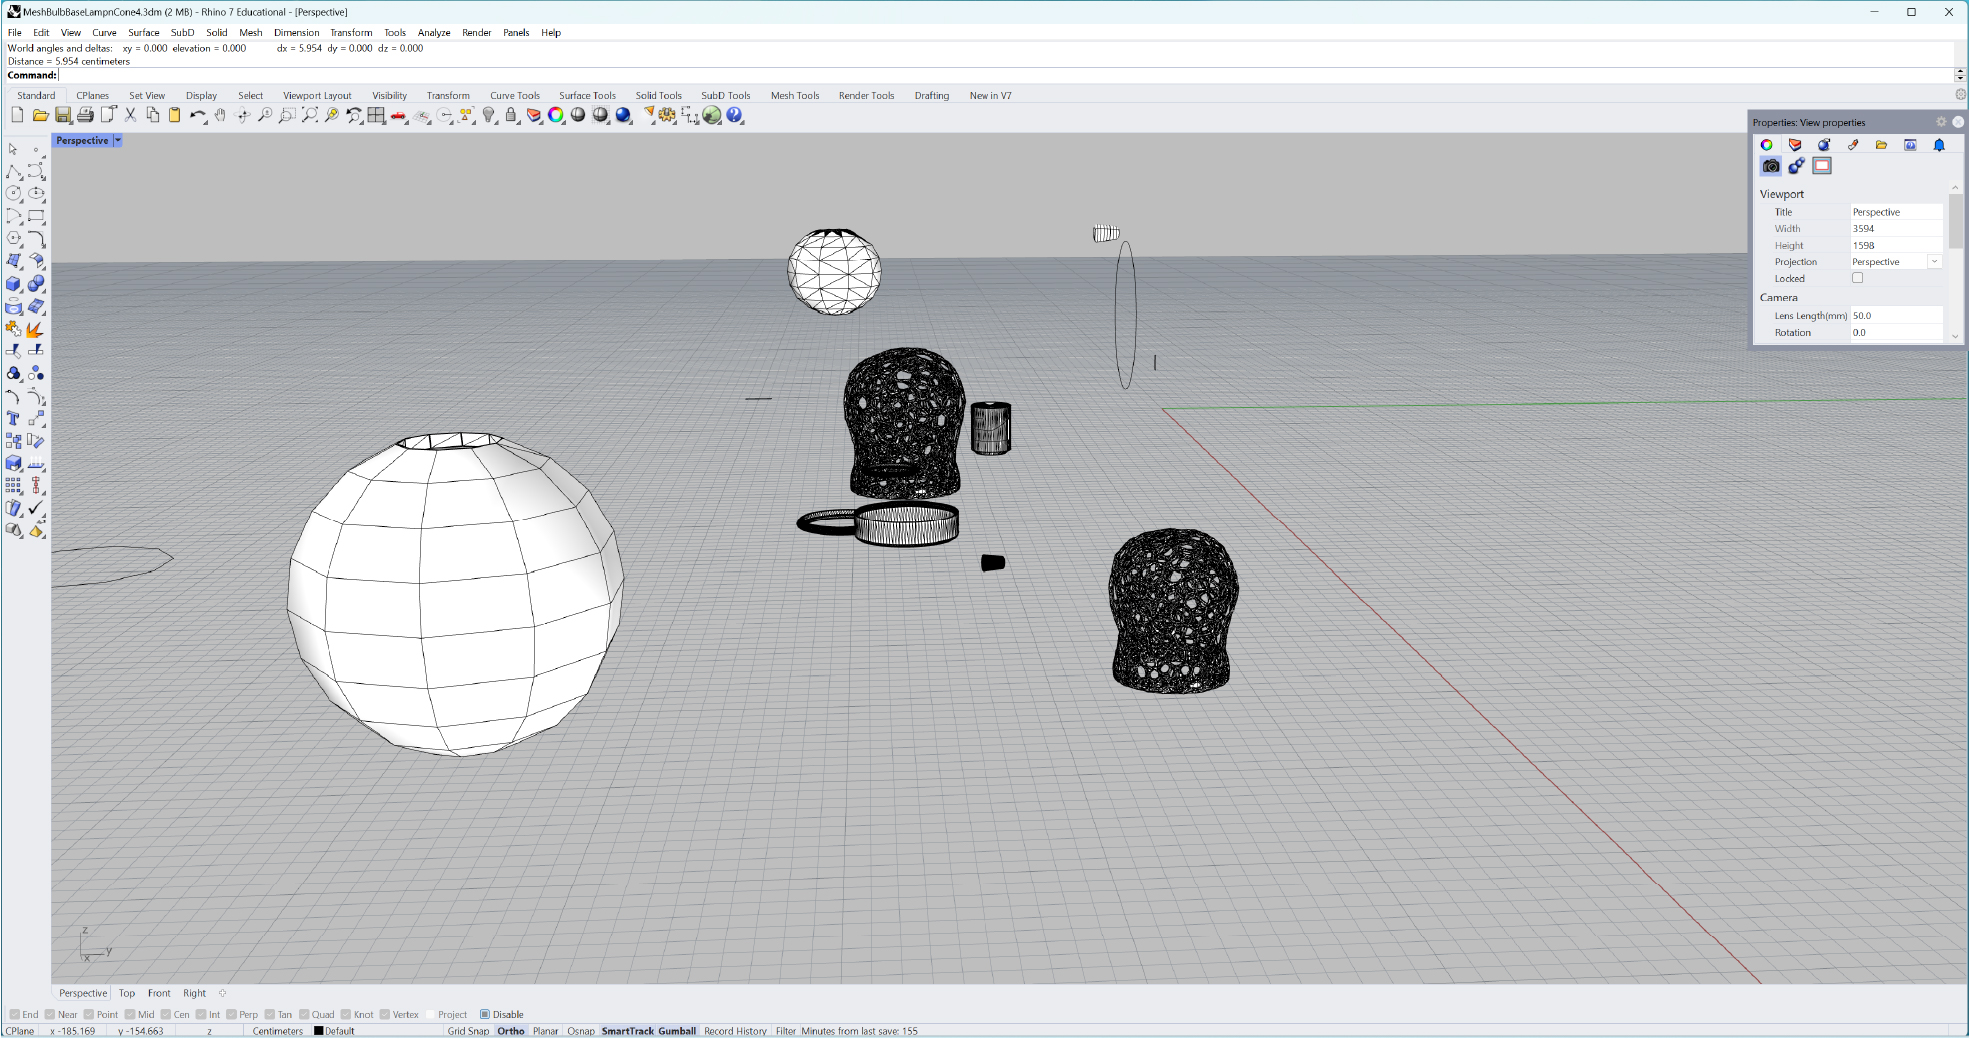 MeshBulbBaseLampnCone4.3dm (2 MB) - Rhino 7 Educational - [Perspective]
File Edit View Curve Surface SubD Solid Mesh Dimension Transform Tools Analyze Render Panels Help
World angles and deltas: xy = 0.000 elevation = 0.000 dx = 5.954 dy = 0.000 dz = 0.000
Distance = 5.954 centimeters
Command:
Standard CPlanes Set View Display Select Viewport Layout Visibility Transform Curve Tools Surface Tools Solid Tools SubD Tools Mesh Tools Render Tools Drafting New in V7
Perspective
Properties: View properties
Viewport
Title Perspective
Width 3594
Height 1598
Projection Perspective
Locked
Camera
Lens Length(mm) 50.0
Rotation 0.0
z
y
x
Perspective Top Front Right
End Near Point Mid Cen Int Perp Tan Quad Knot Vertex Project Disable
CPlane x -185.169 y -154.663 z Centimeters Default Grid Snap Ortho Planar Osnap SmartTrack Gumball Record History Filter Minutes from last save: 155